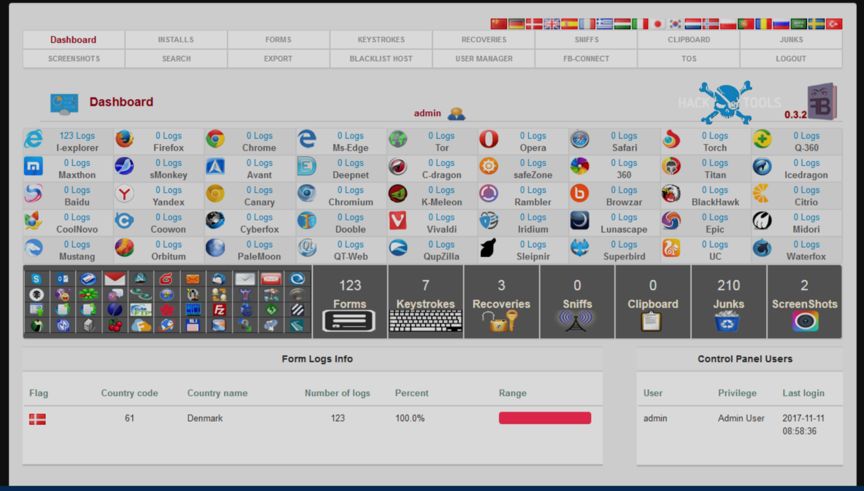 Dashboard INSTALLS FORMS KEYSTROKES RECOVERIES SNIFFS CLIPBOARD JUNKS
SCREENSHOTS SEARCH EXPORT BLACKLIST HOST USER MANAGER FB-CONNECT TOS LOGOUT
Dashboard
admin
HACK TOOLS
0.3.2
123 Logs 0 Logs 0 Logs 0 Logs 0 Logs 0 Logs 0 Logs 0 Logs 0 Logs
I-explorer Firefox Chrome Ms-Edge Tor Opera Safari Torch Q-360
0 Logs 0 Logs 0 Logs 0 Logs 0 Logs 0 Logs 0 Logs 0 Logs 0 Logs
Maxthon sMonkey Avant Deepnet C-dragon safeZone 360 Titan Icedragon
0 Logs 0 Logs 0 Logs 0 Logs 0 Logs 0 Logs 0 Logs 0 Logs 0 Logs
Baidu Yandex Canary Chromium K-Meleon Rambler Browzar BlackHawk Citrio
0 Logs 0 Logs 0 Logs 0 Logs 0 Logs 0 Logs 0 Logs 0 Logs 0 Logs
CoolNovo Coowon Cyberfox Dooble Vivaldi Iridium Lunascape Epic Midori
0 Logs 0 Logs 0 Logs 0 Logs 0 Logs 0 Logs 0 Logs 0 Logs 0 Logs
Mustang Orbitum PaleMoon QT-Web QupZilla Sleipnir Superbird UC Waterfox
123 7 3 0 0 210 2
Forms Keystrokes Recoveries Sniffs Clipboard Junks ScreenShots
Form Logs Info
Flag Country code Country name Number of logs Percent Range
61 Denmark 123 100.0%
Control Panel Users
User Privilege Last login
admin Admin User 2017-11-11
08:58:36